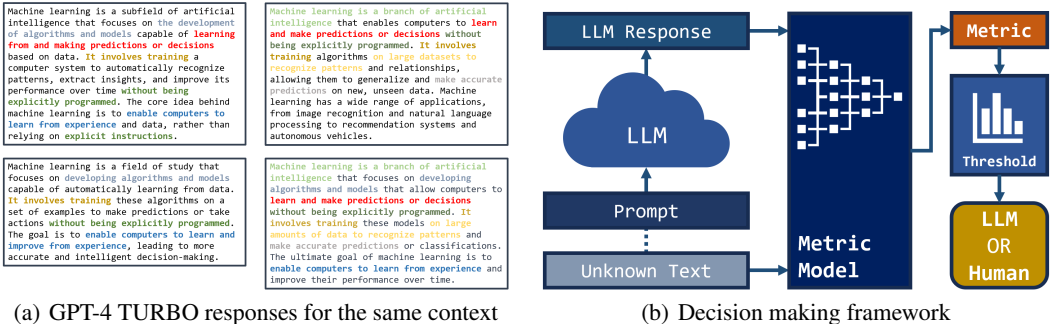 Machine learning is a subfield of artificial
intelligence that focuses on the development
of algorithms and models capable of learning
from and making predictions or decisions
based on data. It involves training a
computer system to automatically recognize
patterns, extract insights, and improve its
performance over time without being
explicitly programmed. The core idea behind
machine learning is to enable computers to
learn from experience and data, rather than
relying on explicit instructions.
Machine learning is a branch of artificial
intelligence that enables computers to learn
and make predictions or decisions without
being explicitly programmed. It involves
training algorithms on large datasets to
recognize patterns and relationships,
allowing them to generalize and make accurate
predictions on new, unseen data. Machine
learning has a wide range of applications,
from image recognition and natural language
processing to recommendation systems and
autonomous vehicles.
Machine learning is a field of study that
focuses on developing algorithms and models
capable of automatically learning from data.
It involves training these algorithms on a
set of examples to make predictions or take
actions without being explicitly programmed.
The goal is to enable computers to learn and
improve from experience, leading to more
accurate and intelligent decision-making.
Machine learning is a branch of artificial
intelligence that focuses on developing
algorithms and models that allow computers to
learn and make predictions or decisions
without being explicitly programmed. It
involves training these models on large
amounts of data to recognize patterns and
make accurate predictions or classifications.
The ultimate goal of machine learning is to
enable computers to learn from experience and
improve their performance over time.
(a) GPT-4 TURBO responses for the same context
LLM Response
LLM
Prompt
Unknown Text
Metric
Model
Metric
Threshold
LLM
OR
Human
(b) Decision making framework